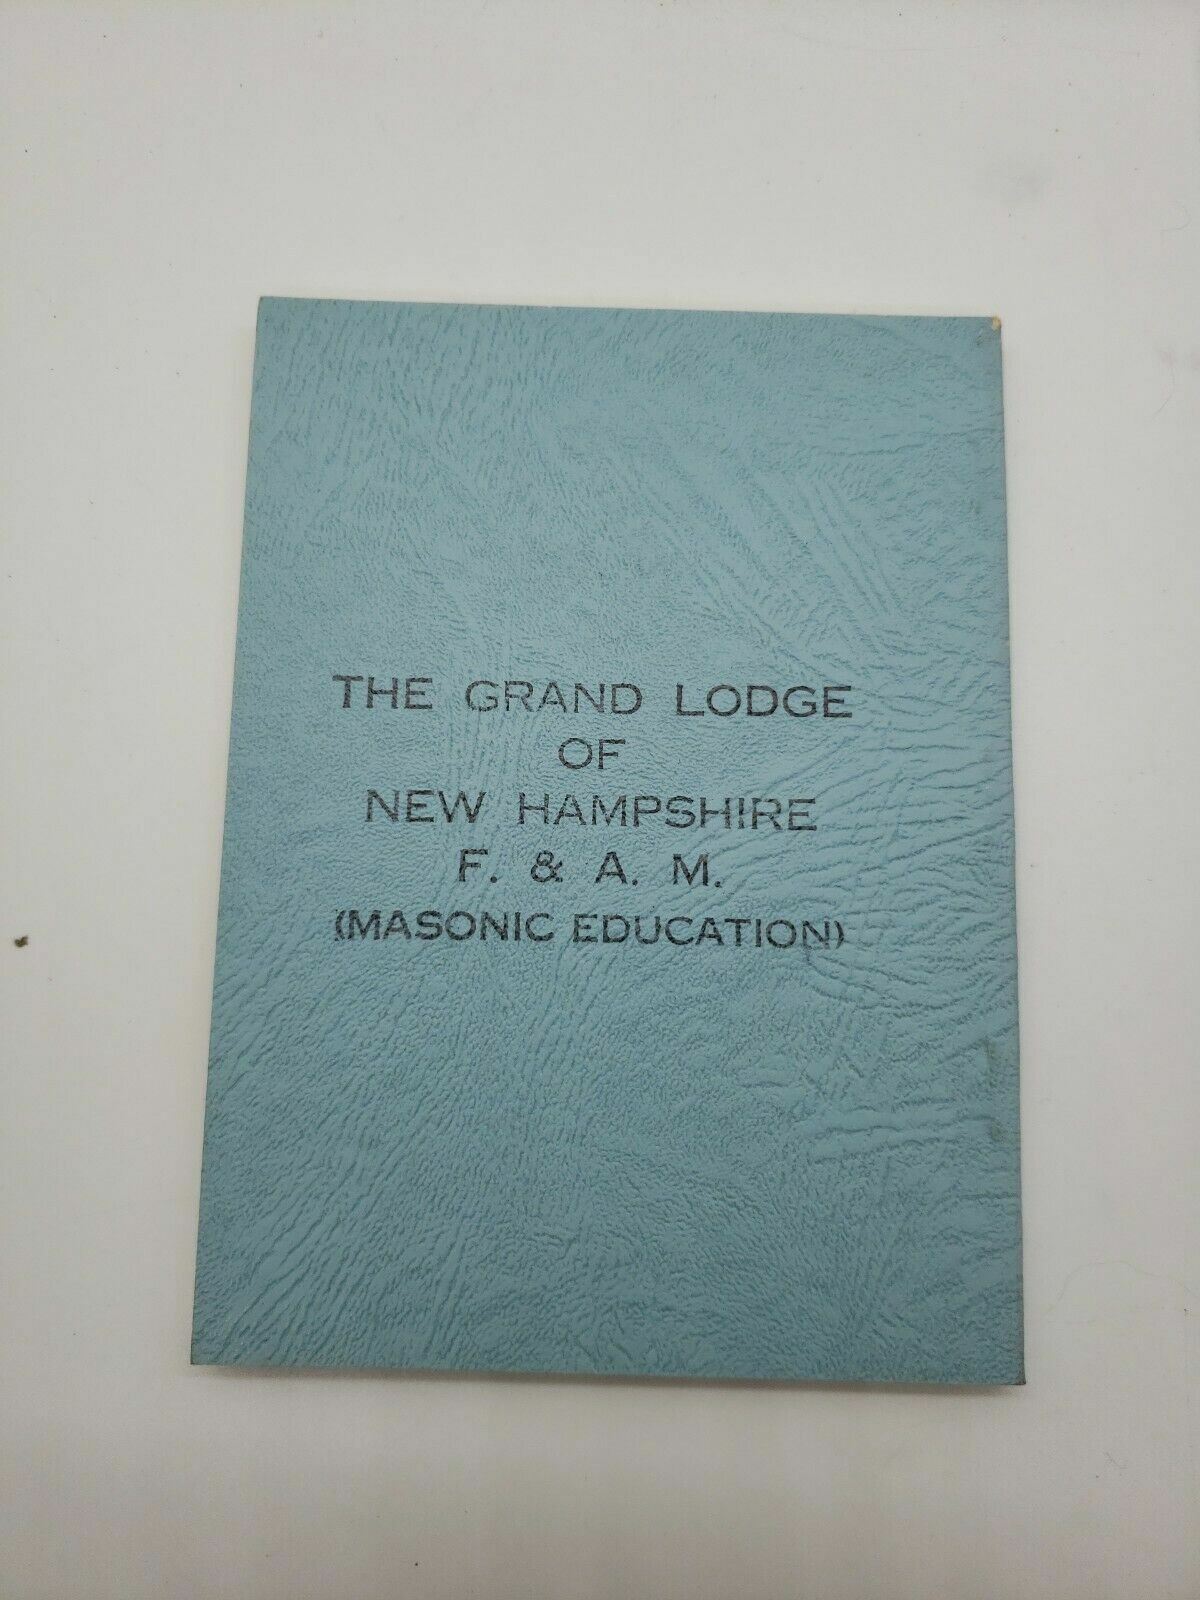 THE GRAND LODGE
OF
NEW HAMPSHIRE
F. & A. M.
(MASONIC EDUCATION)